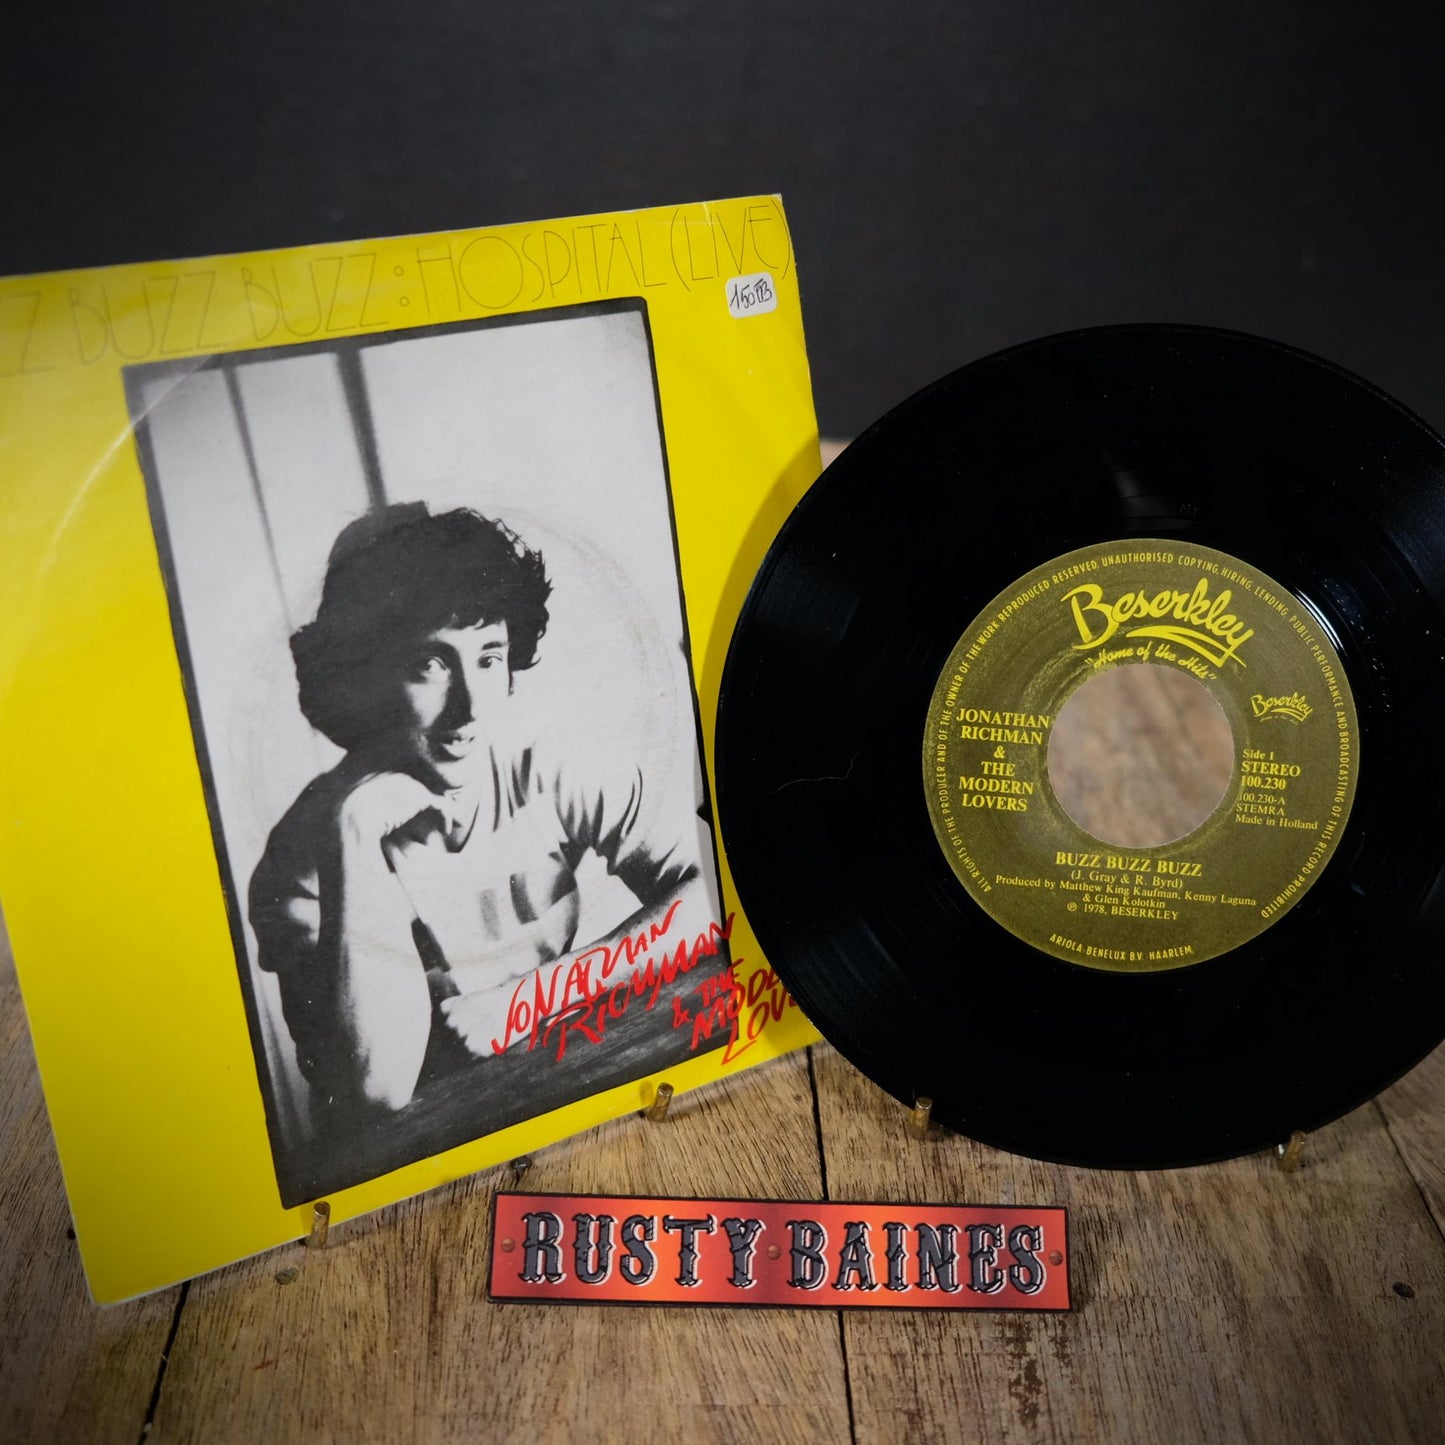 Z BUZZ BUZZ : HOSPITAL (LIVE)
JONATHAN
RICHMAN
& THE
MODE
LOV
ALL RIGHTS OF THE PRODUCER AND OF THE OWNER OF THE WORK REPRODUCED RESERVED, UNAUTHORISED COPYING, HIRING, LENDING, PUBLIC PERFORMANCE AND BROADCASTING OF THIS RECORD PROHIBITED
Beserkley
"Home of the Hits"
Beserkley
JONATHAN
RICHMAN
&
THE
MODERN
LOVERS
Side 1
STEREO
100.230
100.230-A
STEMRA
Made in Holland
BUZZ BUZZ BUZZ
(J. Gray & R. Byrd)
Produced by Matthew King Kaufman, Kenny Laguna
& Glen Kolotkin
℗ 1978, BESERKLEY
ARIOLA-BENELUX B.V. HAARLEM
RUSTY BAINES